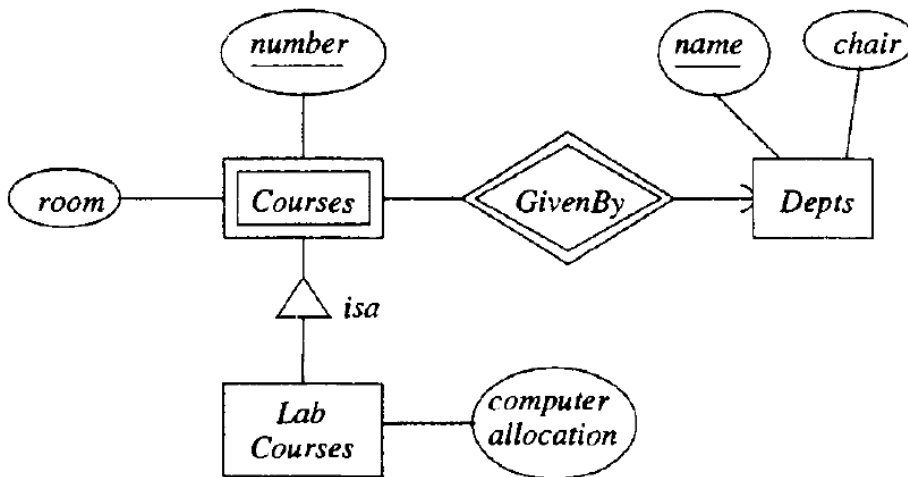 number
name
chair
room
Courses
GivenBy
Depts
isa
Lab
Courses
computer
allocation